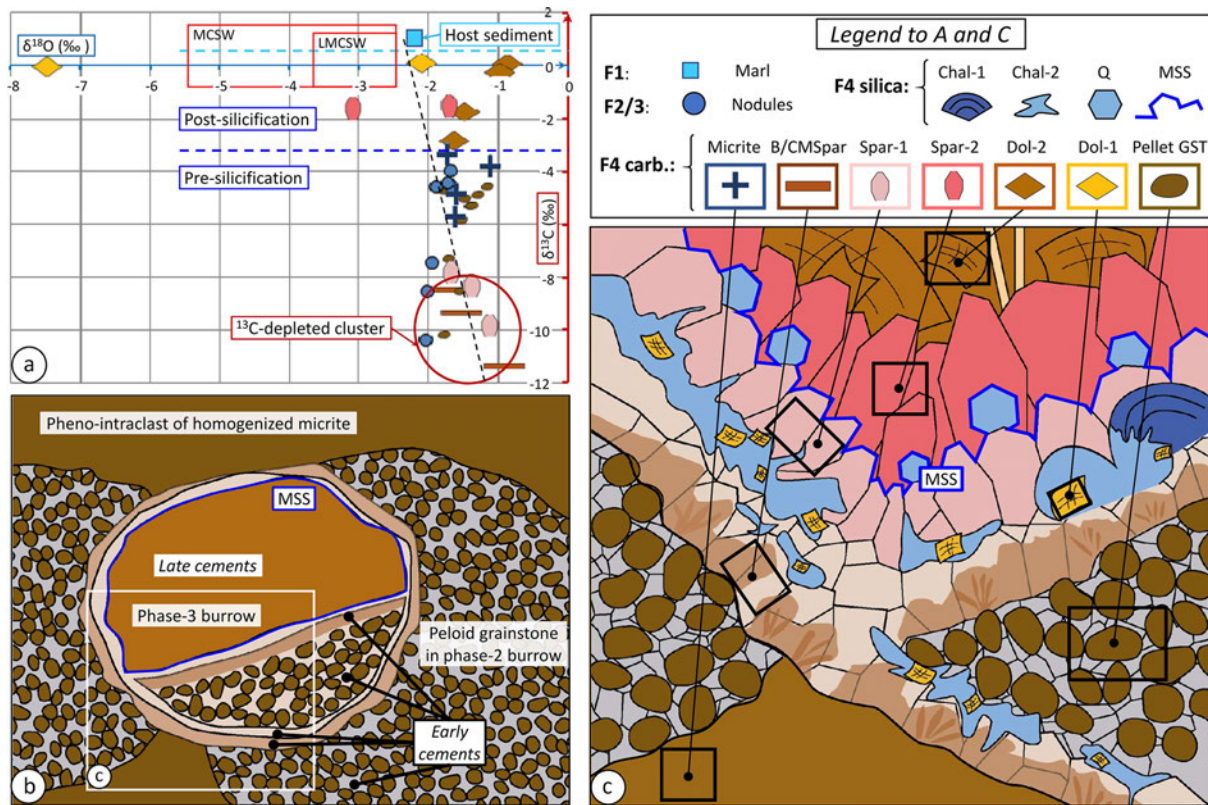 a
δ18O (‰)
MCSW
LMCSW
Host sediment
2
0
-8
-7
-6
-5
-4
-3
-2
-1
0
-2
-4
-6
-8
-10
-12
δ13C (‰)
Post-silicification
Pre-silicification
13C-depleted cluster
Legend to A and C
F1:
Marl
F2/3:
Nodules
F4 silica:
Chal-1
Chal-2
Q
MSS
F4 carb.:
Micrite
B/CMSpar
Spar-1
Spar-2
Dol-2
Dol-1
Pellet GST
b
Pheno-intraclast of homogenized micrite
MSS
Late cements
Phase-3 burrow
Peloid grainstone
in phase-2 burrow
Early
cements
c
MSS
c